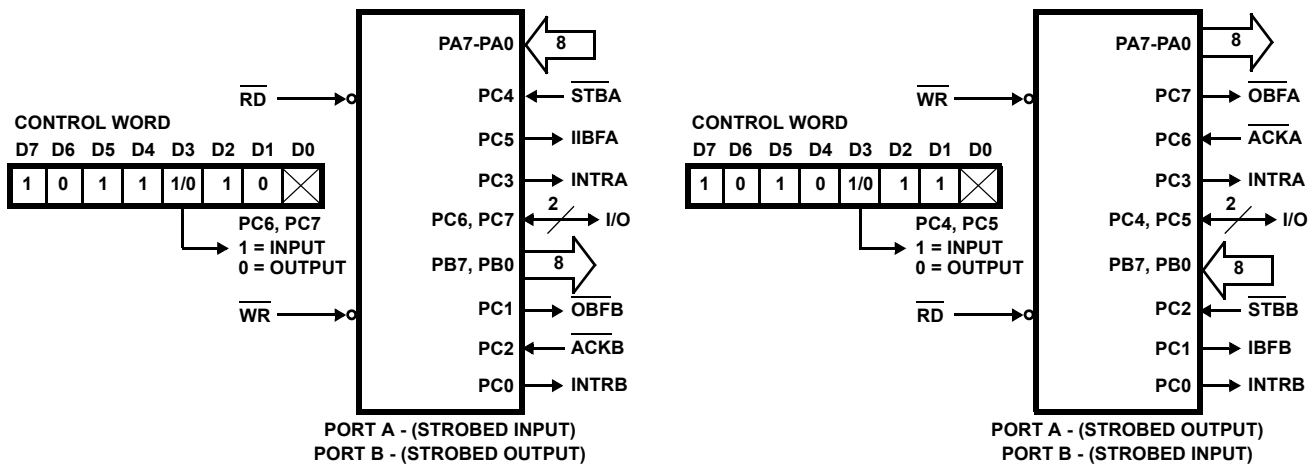 PA7-PA0
8
RD
PC4
STBA
CONTROL WORD
PC5
IIBFA
D7 D6 D5 D4 D3 D2 D1 D0
1 0 1 1 1/0 1 0
PC3
INTRA
PC6, PC7
1 = INPUT
0 = OUTPUT
PC6, PC7
2
I/O
PB7, PB0
8
WR
PC1
OBFB
PC2
ACKB
PC0
INTRB
PORT A - (STROBED INPUT)
PORT B - (STROBED OUTPUT)
PA7-PA0
8
WR
PC7
OBFA
CONTROL WORD
PC6
ACKA
D7 D6 D5 D4 D3 D2 D1 D0
1 0 1 0 1/0 1 1
PC3
INTRA
PC4, PC5
1 = INPUT
0 = OUTPUT
PC4, PC5
2
I/O
PB7, PB0
8
RD
PC2
STBB
PC1
IBFB
PC0
INTRB
PORT A - (STROBED OUTPUT)
PORT B - (STROBED INPUT)